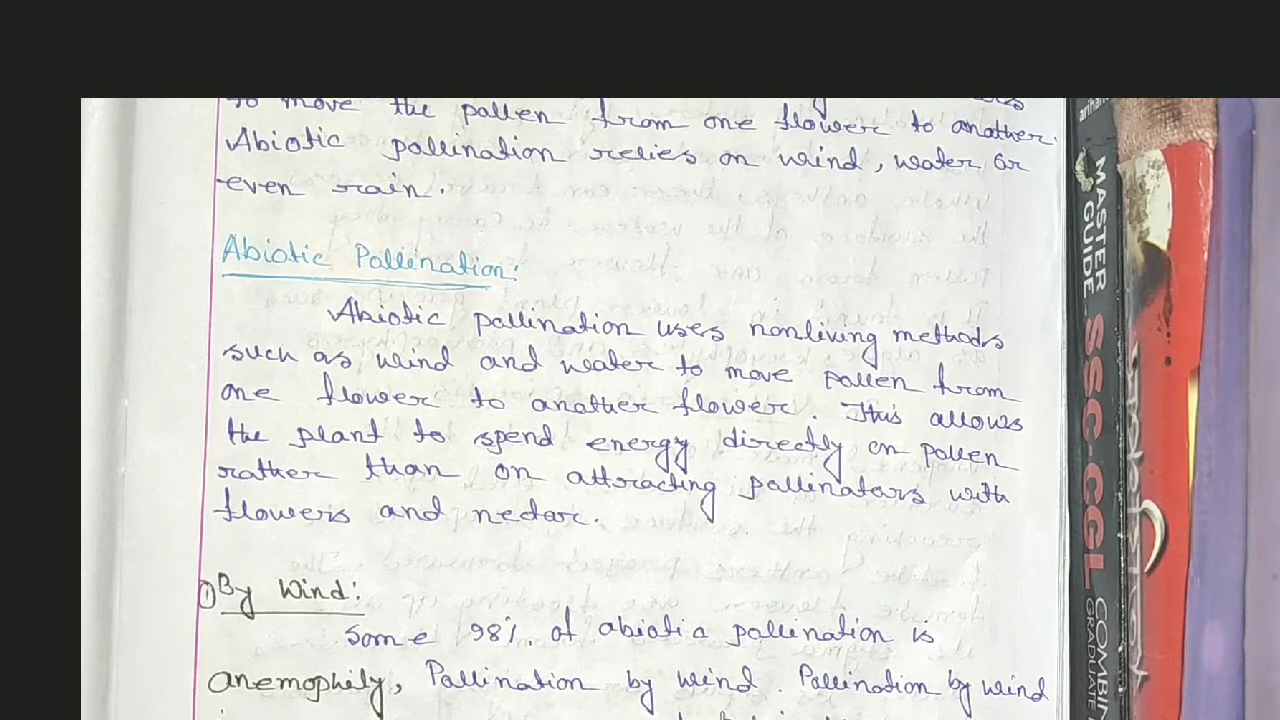 to move the pollen from one flower to another.
Abiotic pollination relies on wind, water or
even rain.
Abiotic Pollination:
Abiotic pollination uses nonliving methods
such as wind and water to move pollen from
one flower to another flower. This allows
the plant to spend energy directly on pollen
rather than on attracting pollinators with
flowers and nectar.
① By Wind:
Some 98% of abiotic pollination is
anemophily, Pollination by wind. Pollination by wind
arihant
MASTER
GUIDE
SSC-CGL
COMBIN
GRADUATE